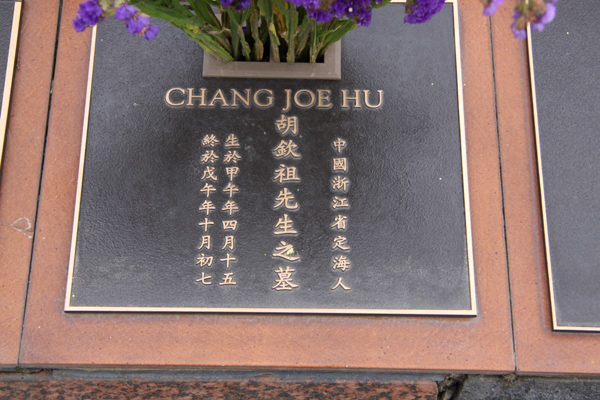 CHANG JOE HU
中國浙江省定海人
胡欽祖先生之墓
生於甲午年四月十五
終於戊午年十月初七